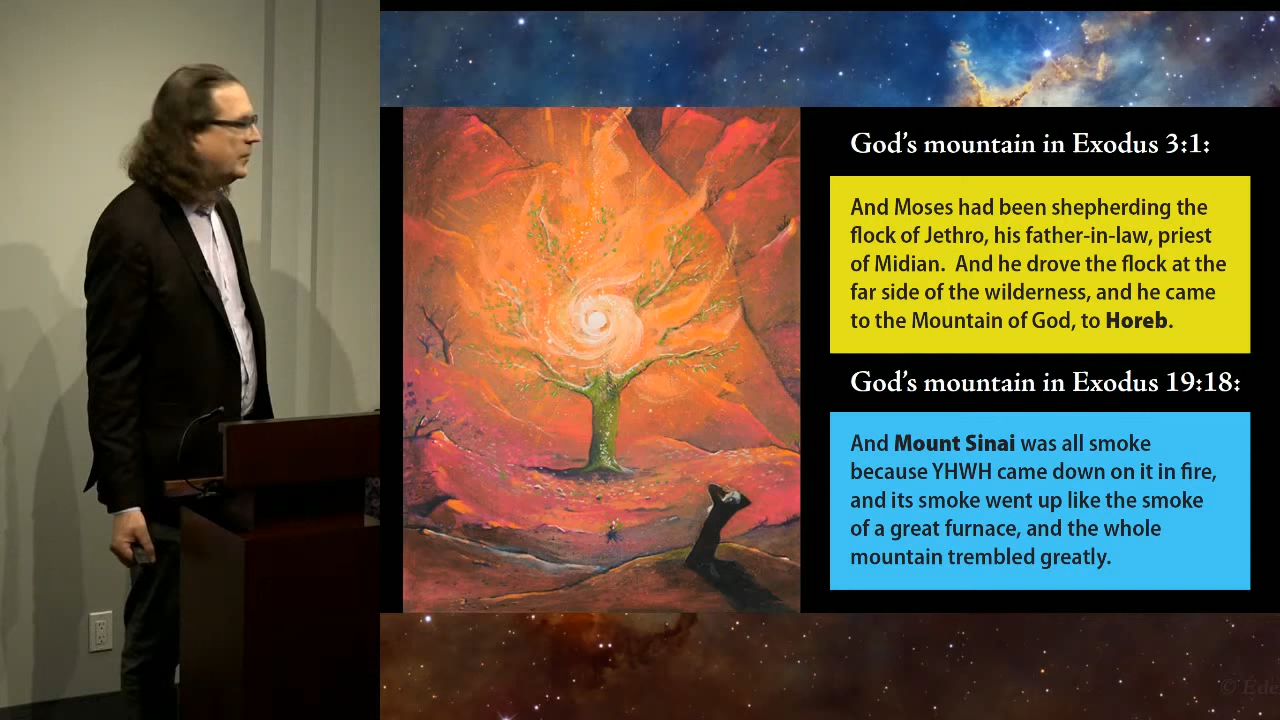 God's mountain in Exodus 3:1:
And Moses had been shepherding the
flock of Jethro, his father-in-law, priest
of Midian.  And he drove the flock at the
far side of the wilderness, and he came
to the Mountain of God, to Horeb.
God's mountain in Exodus 19:18:
And Mount Sinai was all smoke
because YHWH came down on it in fire,
and its smoke went up like the smoke
of a great furnace, and the whole
mountain trembled greatly.